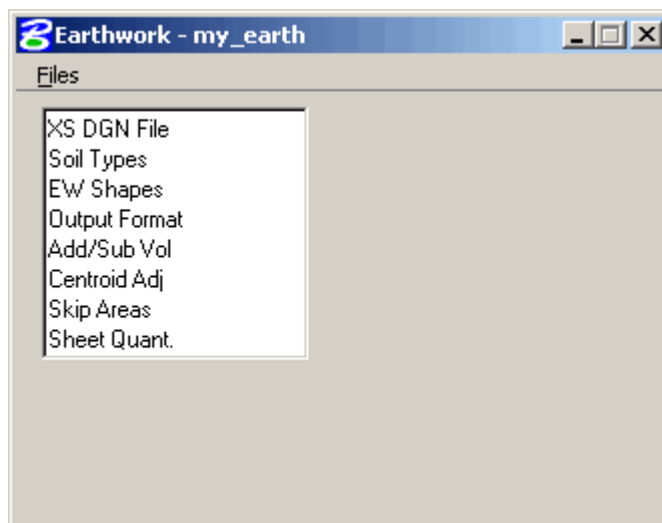 Earthwork - my_earth
Files
XS DGN File
Soil Types
EW Shapes
Output Format
Add/Sub Vol
Centroid Adj
Skip Areas
Sheet Quant.